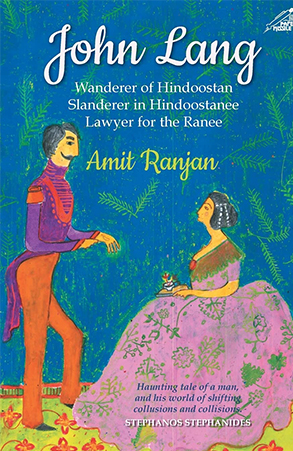 John Lang
Wanderer of Hindoostan
Slanderer in Hindoostanee
Lawyer for the Ranee
Amit Ranjan
Haunting tale of a man,
and his world of shifting
collusions and collisions.
STEPHANOS STEPHANIDES